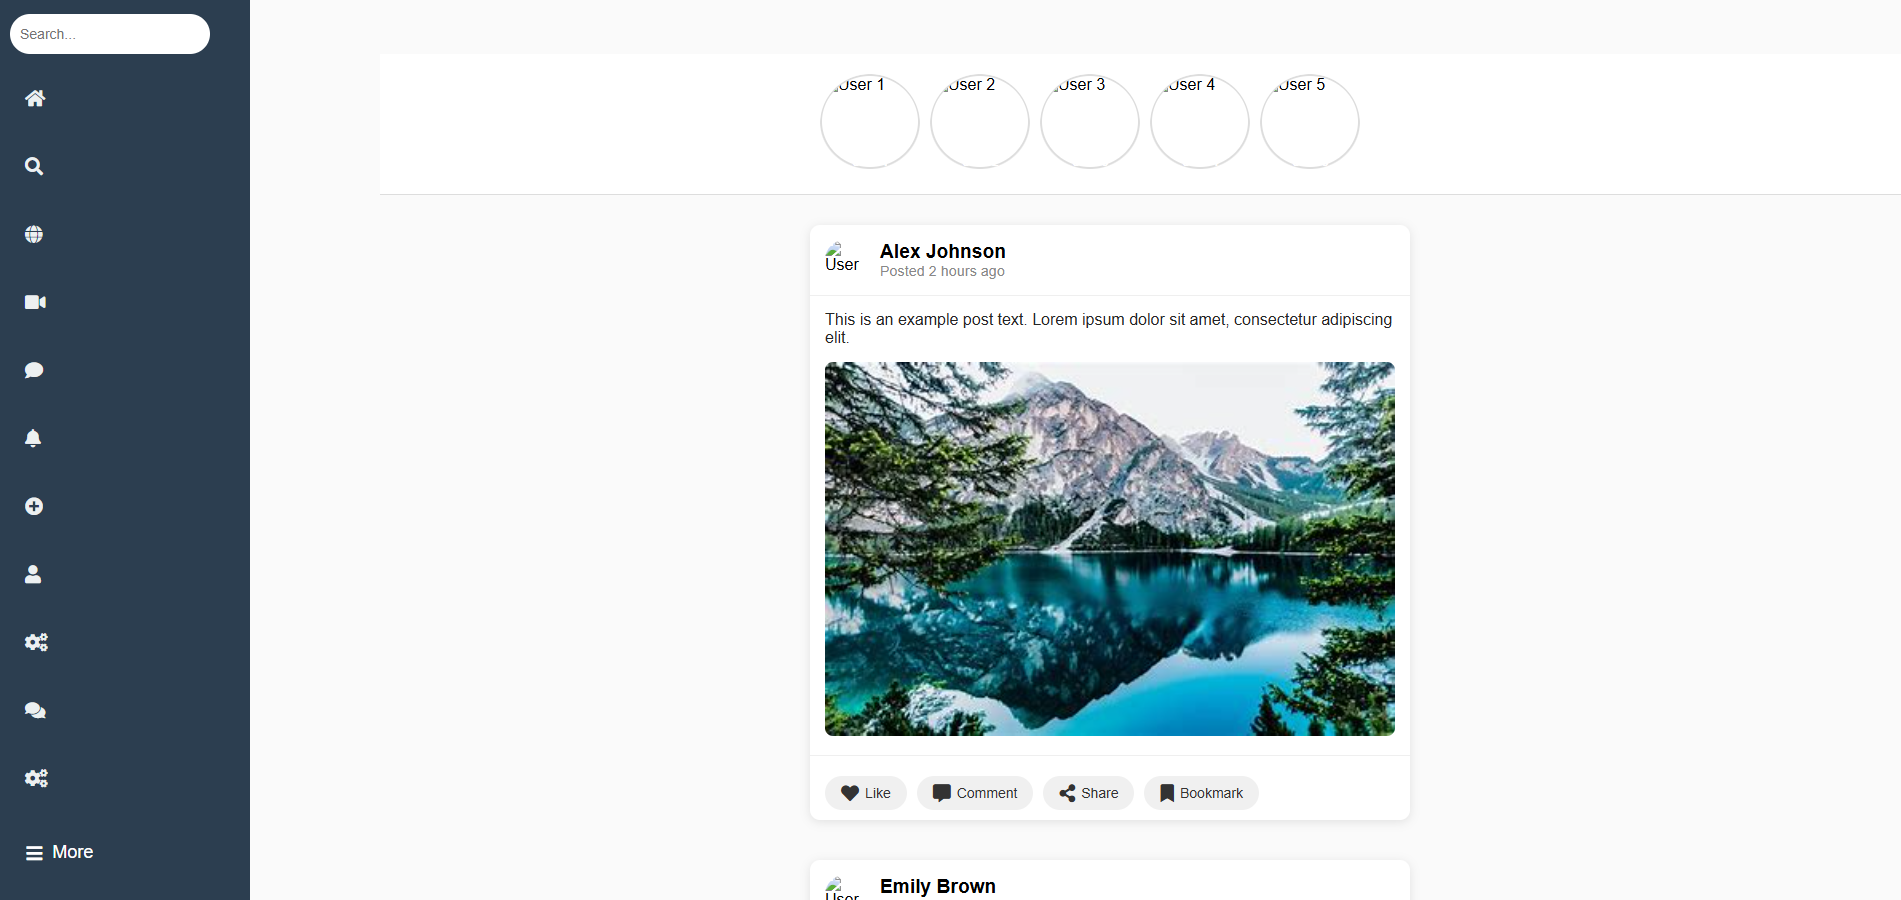 Search...
User 1
User 2
User 3
User 4
User 5
User
Alex Johnson
Posted 2 hours ago
This is an example post text. Lorem ipsum dolor sit amet, consectetur adipiscing
elit.
Like
Comment
Share
Bookmark
More
Emily Brown
User